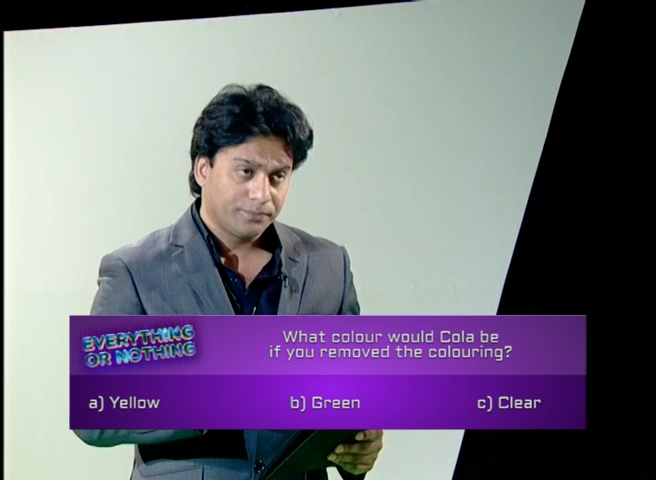 EVERYTHING
OR NOTHING
What colour would Cola be
if you removed the colouring?
a) Yellow
b) Green
c) Clear